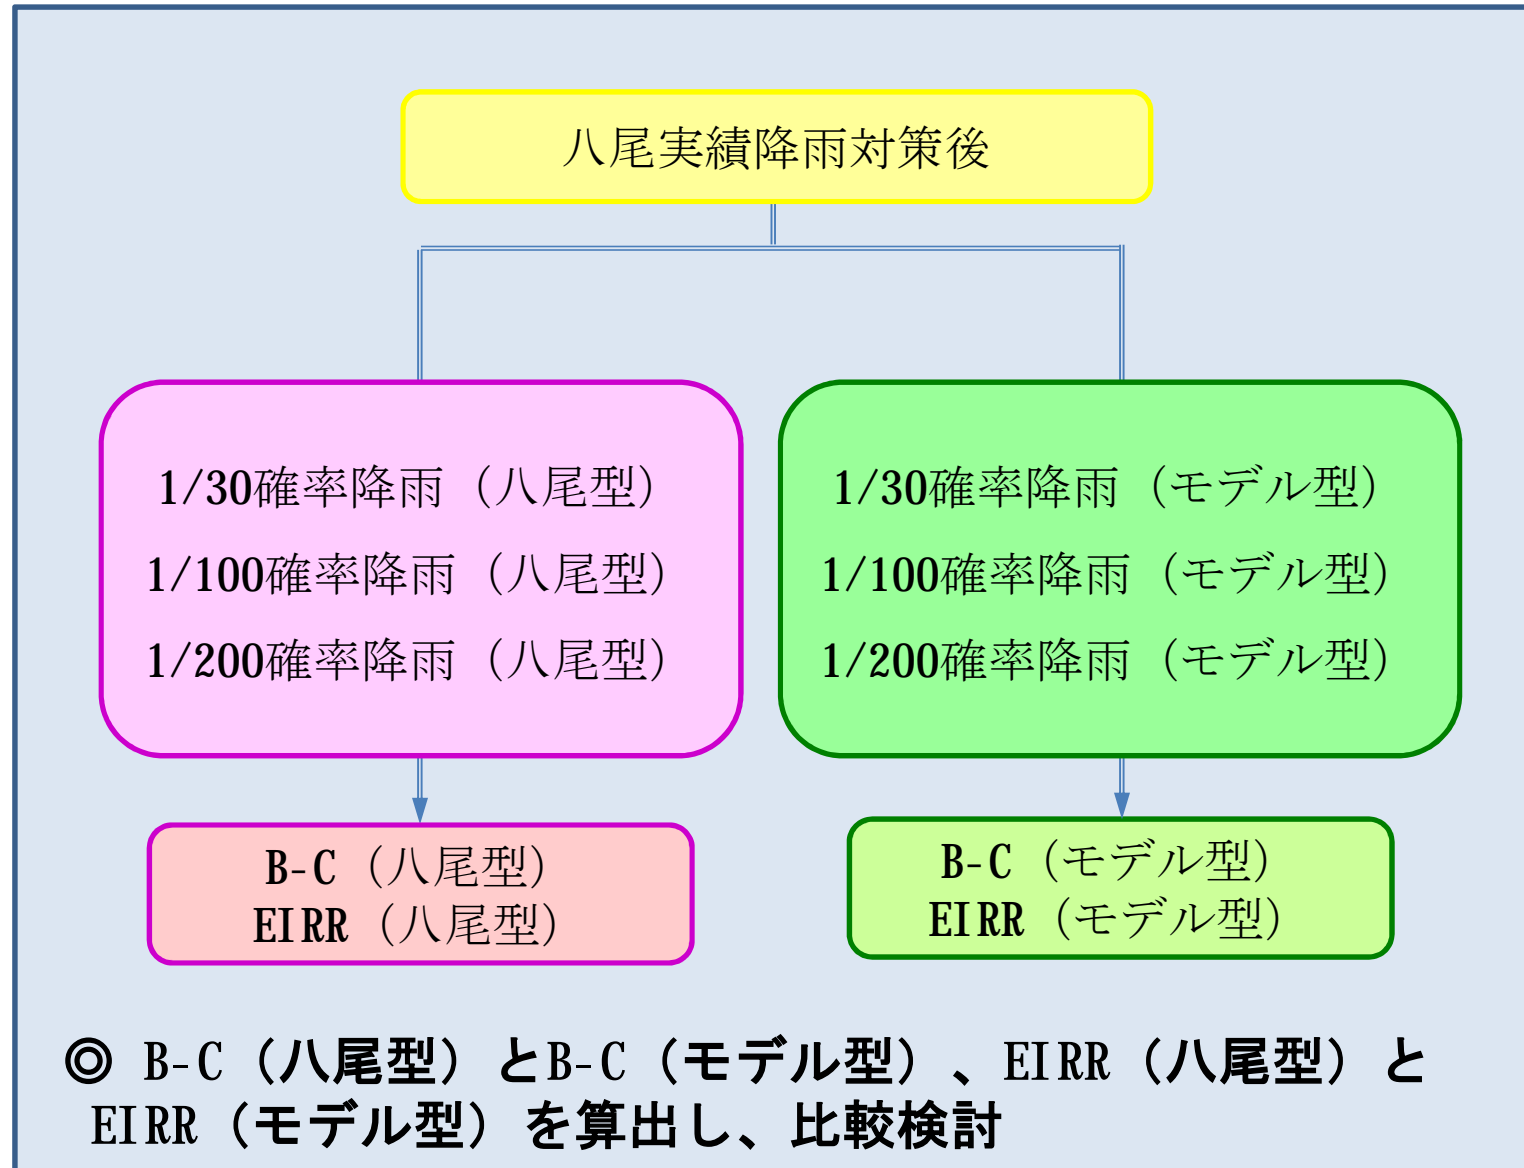 八尾実績降雨対策後
1/30確率降雨（八尾型）
1/100確率降雨（八尾型）
1/200確率降雨（八尾型）
1/30確率降雨（モデル型）
1/100確率降雨（モデル型）
1/200確率降雨（モデル型）
B-C（八尾型）
EIRR（八尾型）
B-C（モデル型）
EIRR（モデル型）
◎ B-C（八尾型）とB-C（モデル型）、EIRR（八尾型）と
EIRR（モデル型）を算出し、比較検討